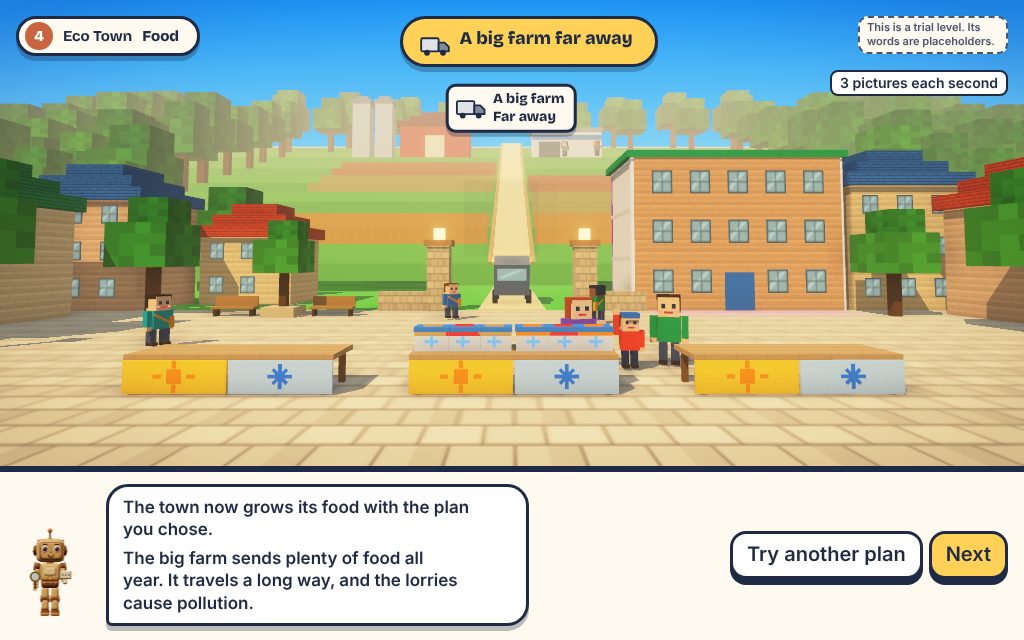 4 Eco Town Food
A big farm far away
This is a trial level. Its
words are placeholders.
3 pictures each second
A big farm
Far away
The town now grows its food with the plan
you chose.
The big farm sends plenty of food all
year. It travels a long way, and the lorries
cause pollution.
Try another plan
Next